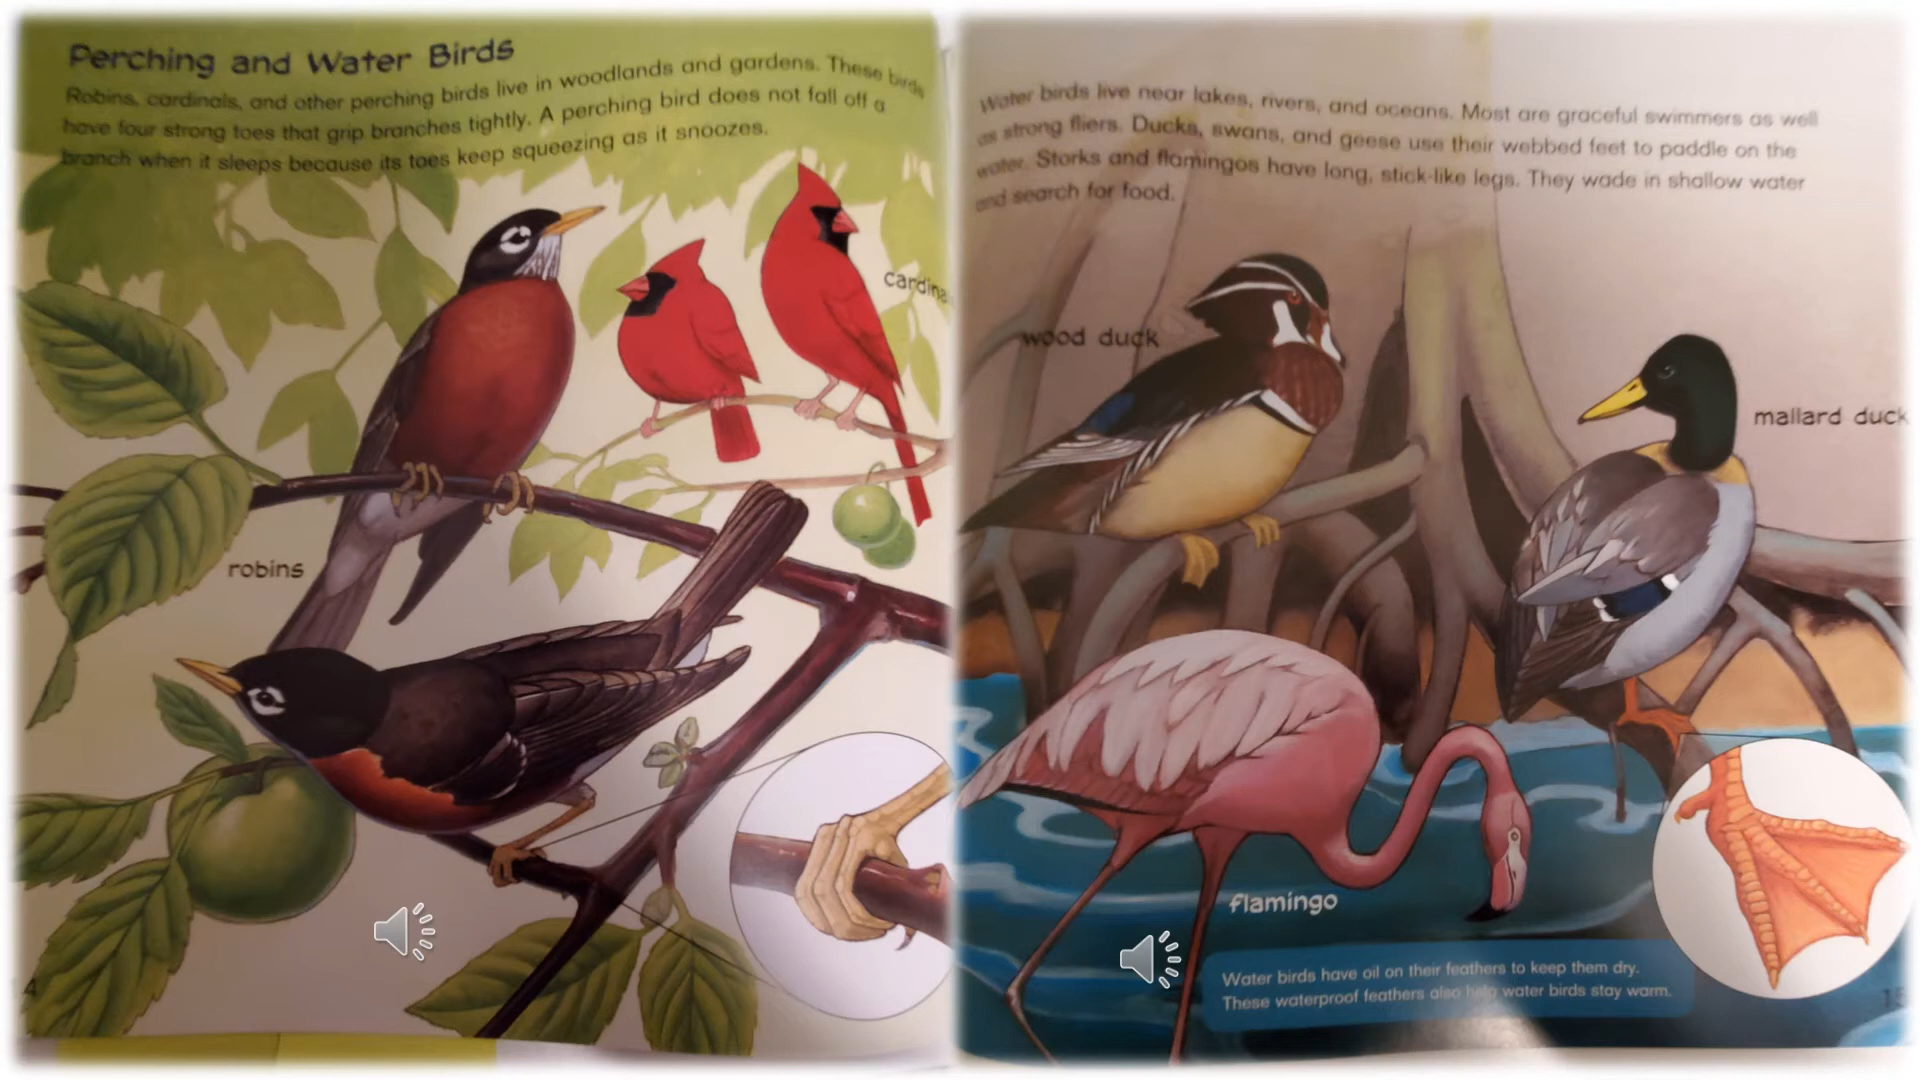 Perching and Water Birds
Robins, cardinals, and other perching birds live in woodlands and gardens. These birds
have four strong toes that grip branches tightly. A perching bird does not fall off a
branch when it sleeps because its toes keep squeezing as it snoozes.
cardina
robins
4
Water birds live near lakes, rivers, and oceans. Most are graceful swimmers as well
as strong fliers. Ducks, swans, and geese use their webbed feet to paddle on the
water. Storks and flamingos have long, stick-like legs. They wade in shallow water
and search for food.
wood duck
mallard duck
flamingo
Water birds have oil on their feathers to keep them dry.
These waterproof feathers also help water birds stay warm.
15